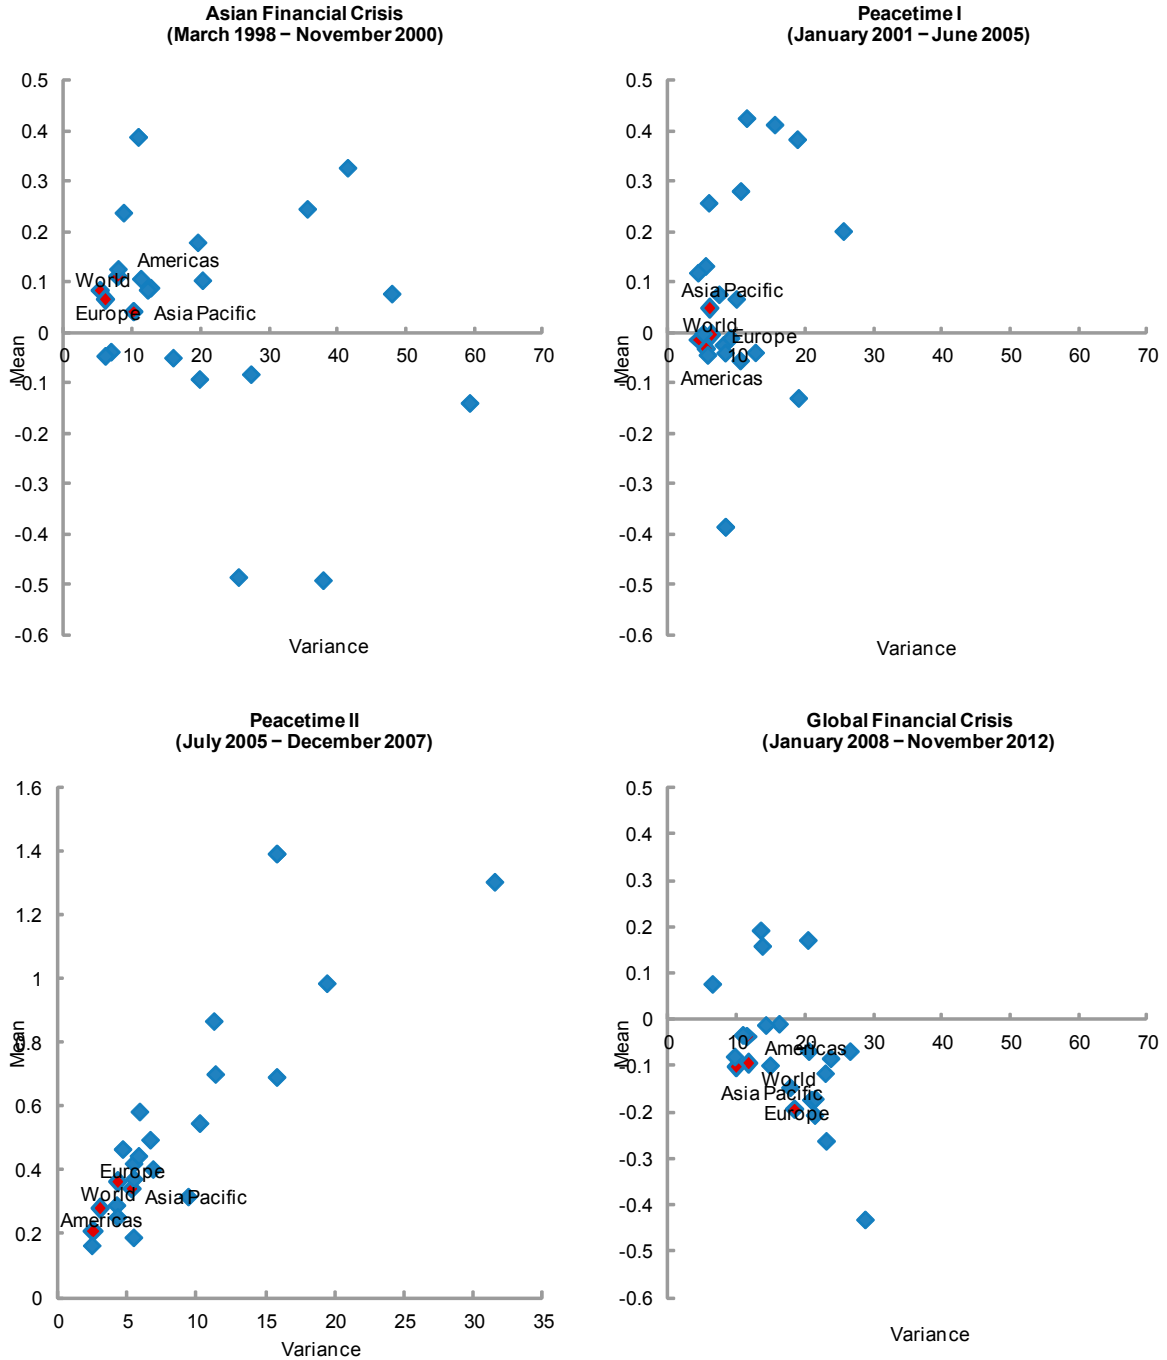 Asian Financial Crisis
(March 1998 – November 2000)
0.5
0.4
0.3
0.2
0.1
0
-0.1
-0.2
-0.3
-0.4
-0.5
-0.6
0 10 20 30 40 50 60 70
Mean
Variance
Americas
World
Europe
Asia Pacific
Peacetime I
(January 2001 – June 2005)
0.5
0.4
0.3
0.2
0.1
0
-0.1
-0.2
-0.3
-0.4
-0.5
-0.6
0 10 20 30 40 50 60 70
Mean
Variance
Asia Pacific
World
Europe
Americas
Peacetime II
(July 2005 – December 2007)
1.6
1.4
1.2
1
0.8
0.6
0.4
0.2
0
0 5 10 15 20 25 30 35
Mean
Variance
Europe
World
Asia Pacific
Americas
Global Financial Crisis
(January 2008 – November 2012)
0.5
0.4
0.3
0.2
0.1
0
-0.1
-0.2
-0.3
-0.4
-0.5
-0.6
0 10 20 30 40 50 60 70
Mean
Variance
Americas
World
Asia Pacific
Europe